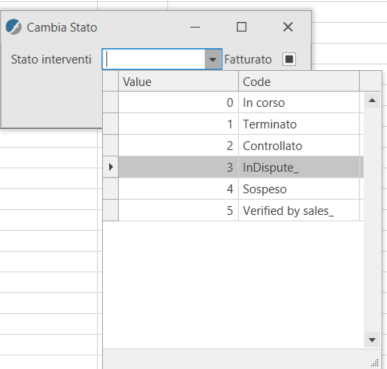 Cambia Stato
Stato interventi Fatturato
Value Code
0 In corso
1 Terminato
2 Controllato
3 InDispute_
4 Sospeso
5 Verified by sales_